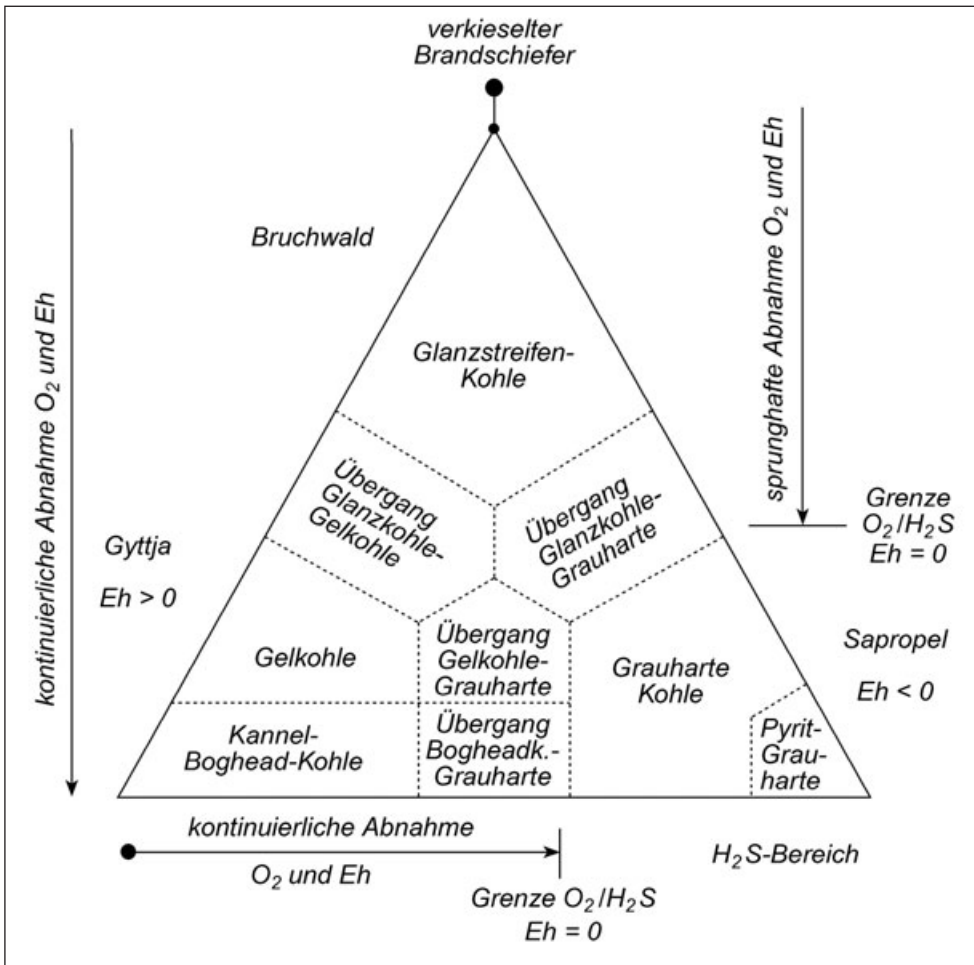 verkieselter
Brandschiefer
Bruchwald
kontinuierliche Abnahme O₂ und Eh
sprunghafte Abnahme O₂ und Eh
Glanzstreifen-
Kohle
Übergang
Glanzkohle-
Gelkohle
Übergang
Glanzkohle-
Grauharte
Grenze
O₂/H₂S
Eh = 0
Gyttja
Eh > 0
Gelkohle
Übergang
Gelkohle-
Grauharte
Grauharte
Kohle
Sapropel
Eh < 0
Kannel-
Boghead-Kohle
Übergang
Bogheadk.-
Grauharte
Pyrit-
Grau-
harte
kontinuierliche Abnahme
O₂ und Eh
H₂S-Bereich
Grenze O₂/H₂S
Eh = 0